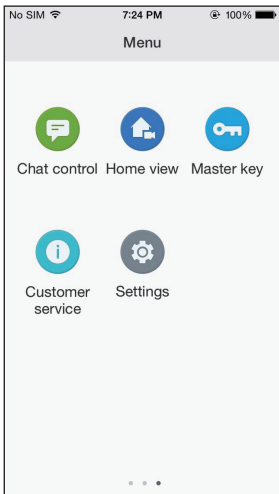 No SIM 7:24 PM 100%
Menu
Chat control Home view Master key
Customer service Settings